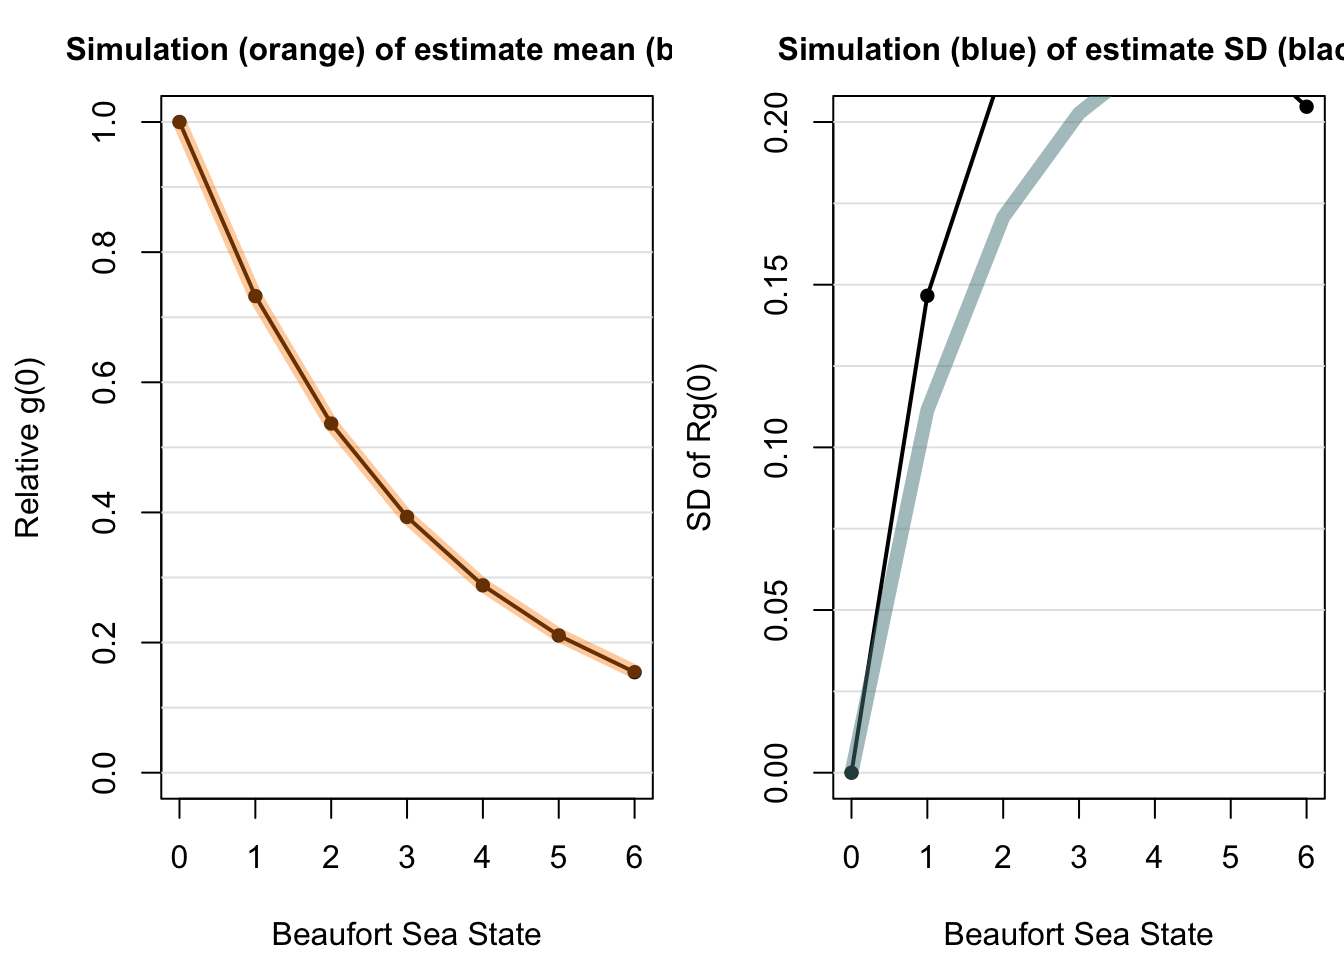 Simulation (orange) of estimate mean (b
Relative g(0)
1.0
0.8
0.6
0.4
0.2
0.0
0 1 2 3 4 5 6
Beaufort Sea State
Simulation (blue) of estimate SD (blac
SD of Rg(0)
0.20
0.15
0.10
0.05
0.00
0 1 2 3 4 5 6
Beaufort Sea State